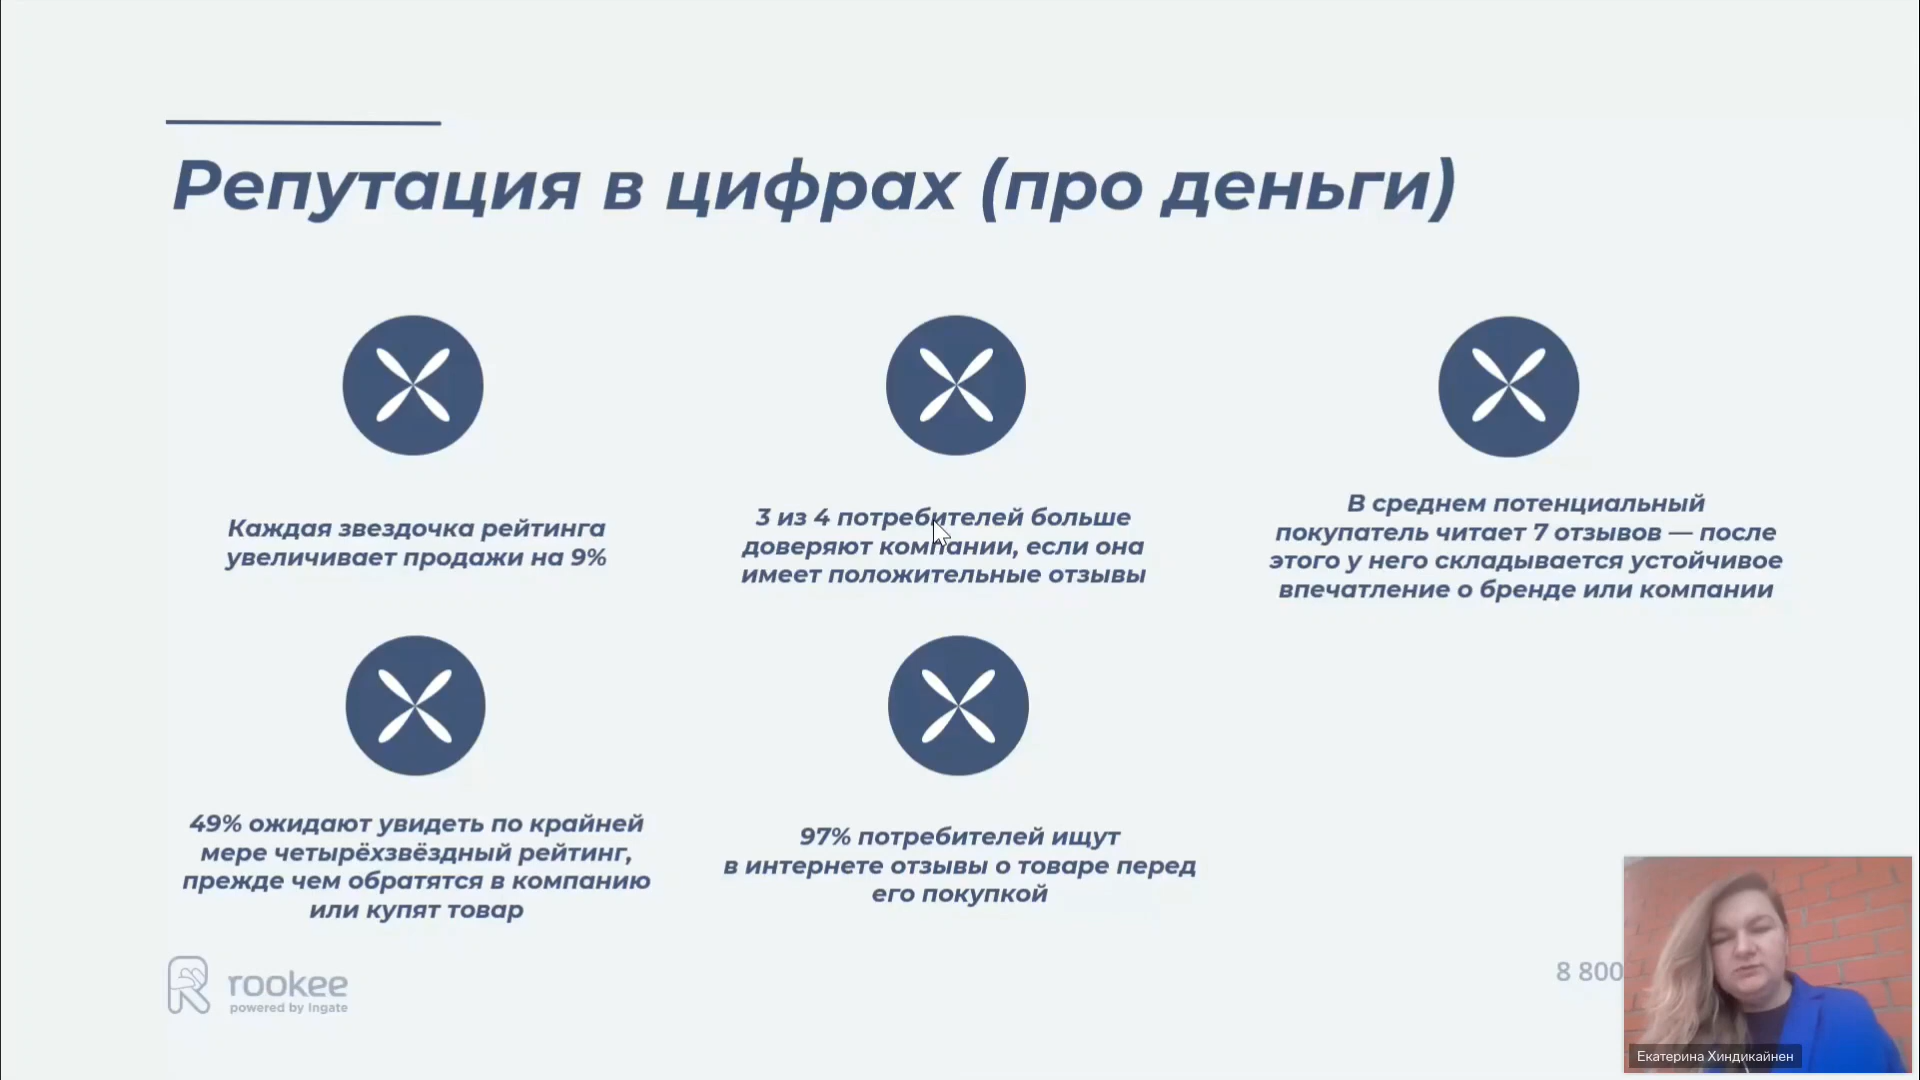 Репутация в цифрах (про деньги)
Каждая звездочка рейтинга
увеличивает продажи на 9%
3 из 4 потребителей больше
доверяют компании, если она
имеет положительные отзывы
В среднем потенциальный
покупатель читает 7 отзывов — после
этого у него складывается устойчивое
впечатление о бренде или компании
49% ожидают увидеть по крайней
мере четырёхзвёздный рейтинг,
прежде чем обратятся в компанию
или купят товар
97% потребителей ищут
в интернете отзывы о товаре перед
его покупкой
rookee
powered by Ingate
8 800
Екатерина Хиндикайнен